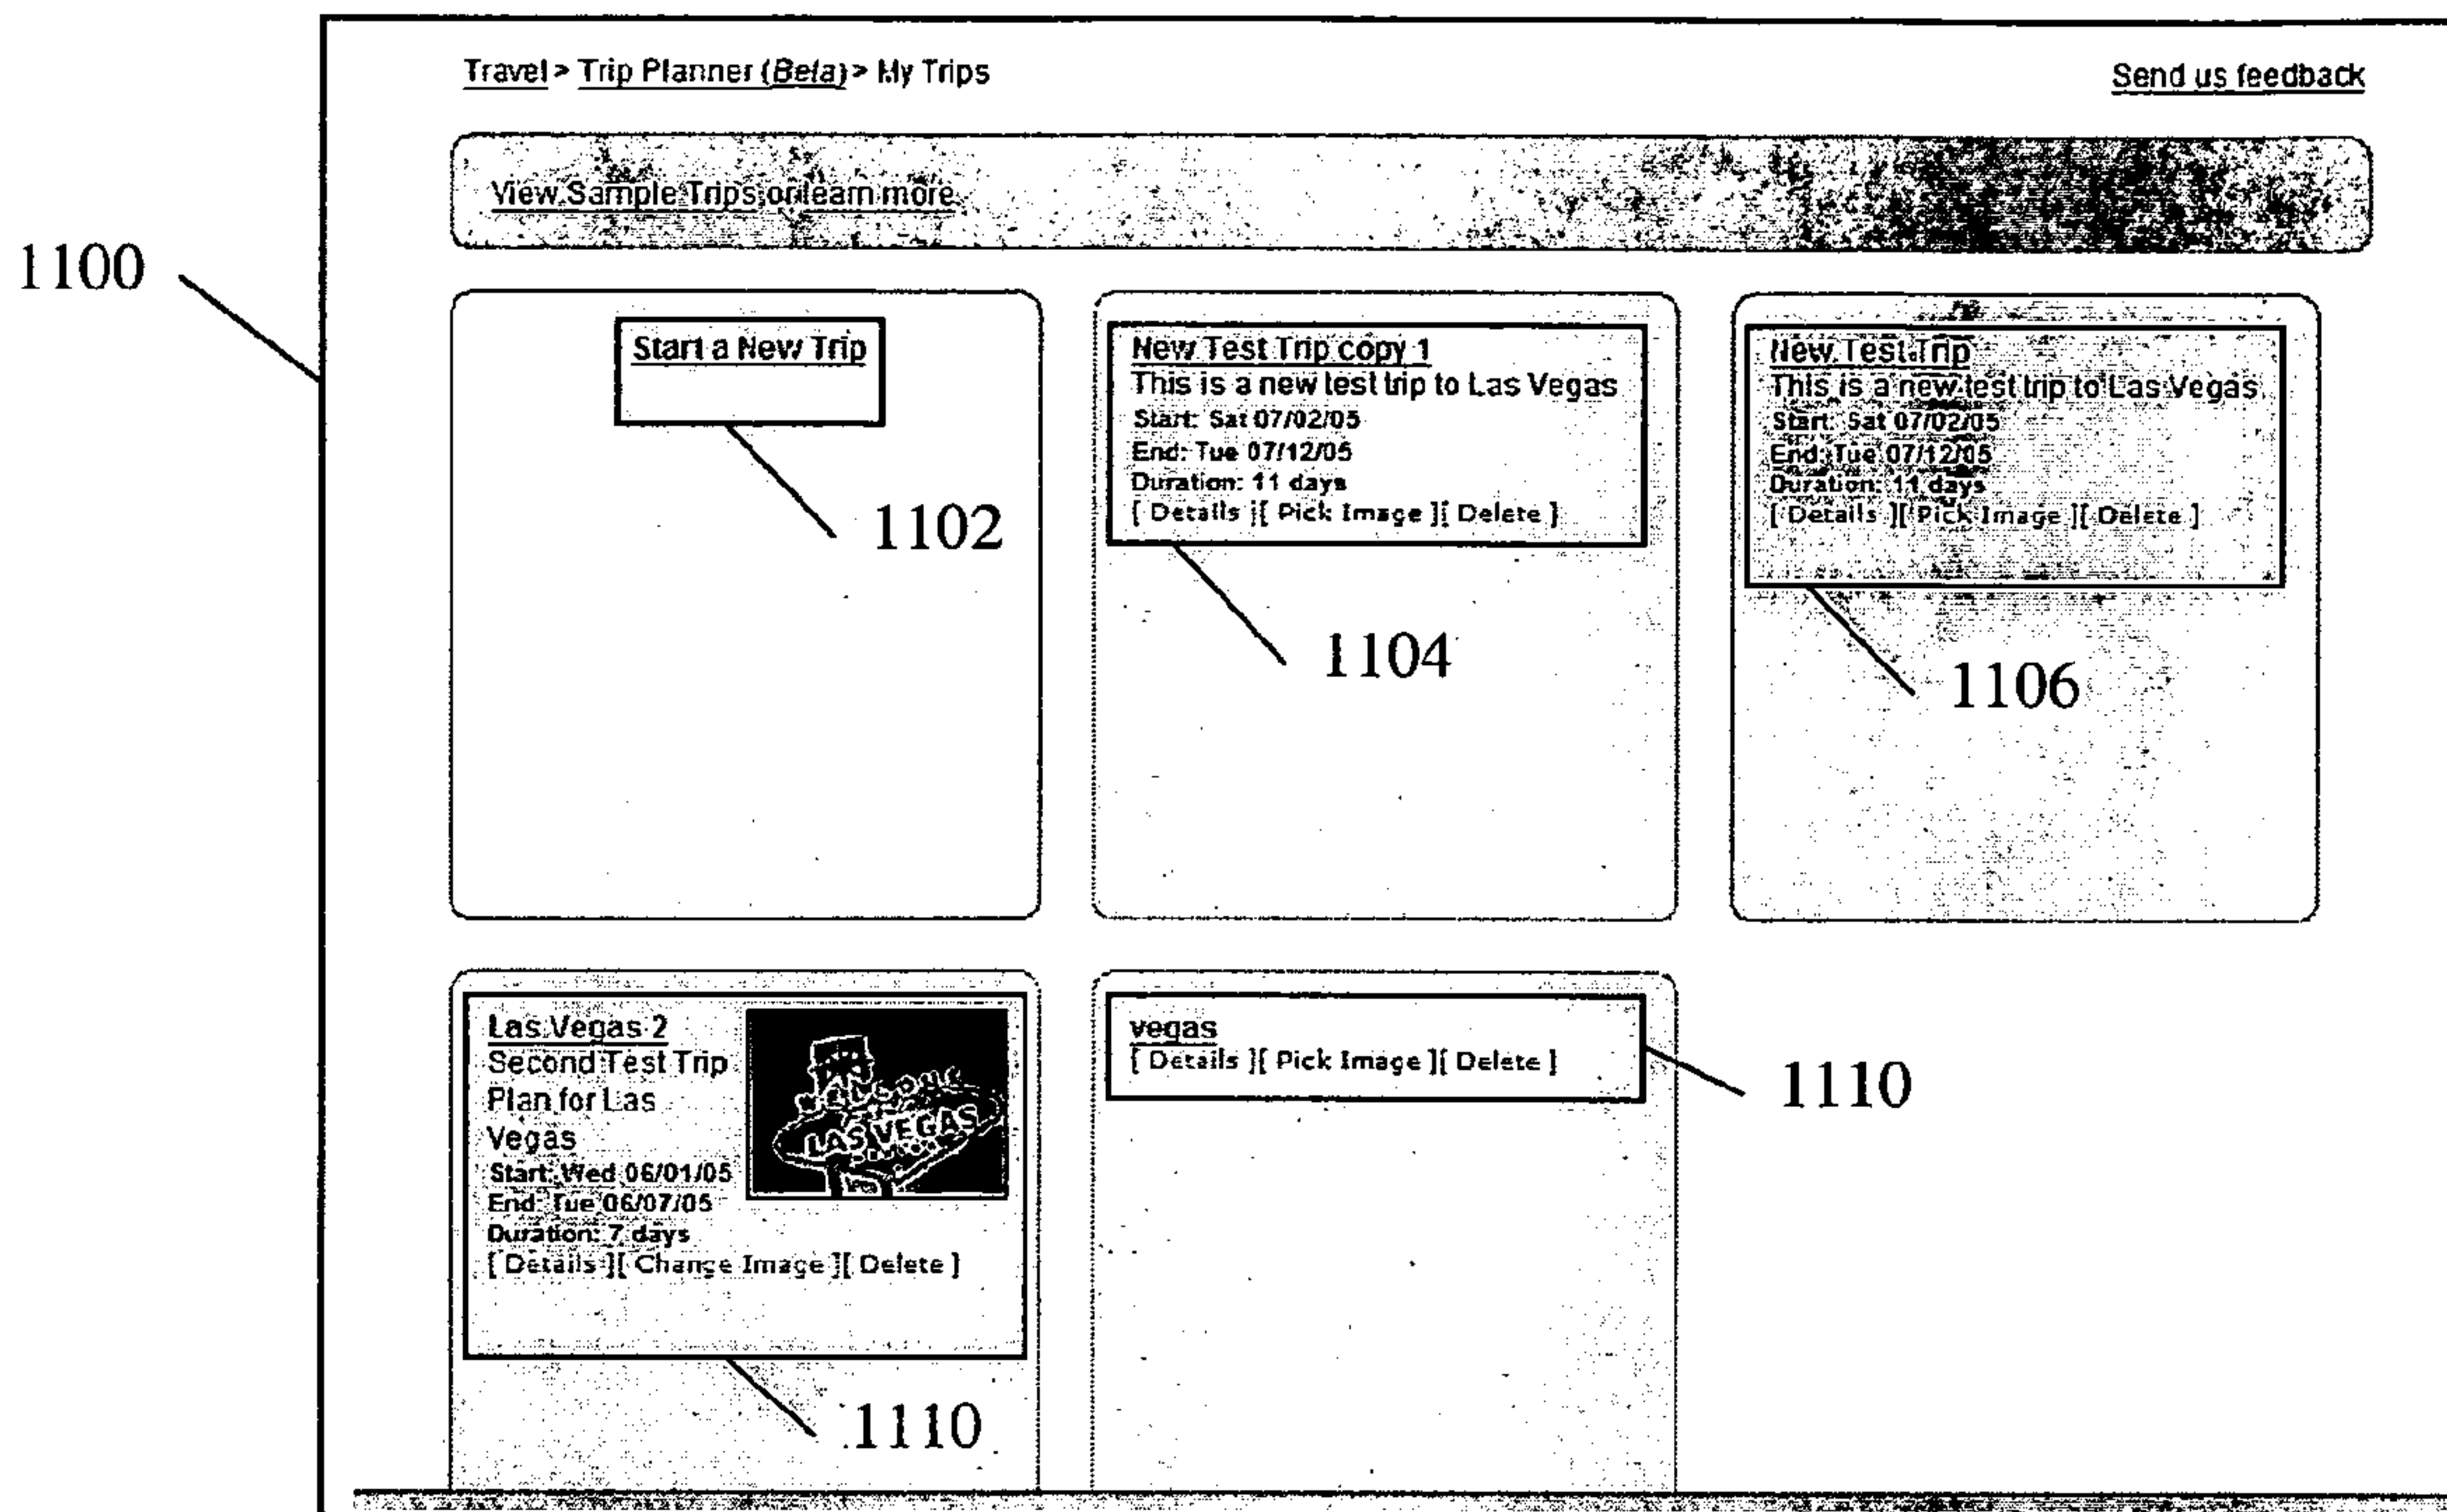 Travel > Trip Planner (Beta) > My Trips
Send us feedback
View Sample Trips or learn more
1100
Start a New Trip
1102
New Test Trip copy 1
This is a new test trip to Las Vegas
Start: Sat 07/02/05
End: Tue 07/12/05
Duration: 11 days
[ Details ][ Pick Image ][ Delete ]
1104
New Test Trip
This is a new test trip to Las Vegas
Start: Sat 07/02/05
End: Tue 07/12/05
Duration: 11 days
[ Details ][ Pick Image ][ Delete ]
1106
Las Vegas 2
Second Test Trip
Plan for Las
Vegas
Start: Wed 06/01/05
End: Tue 06/07/05
Duration: 7 days
[ Details ][ Change Image ][ Delete ]
LAS VEGAS
1110
vegas
[ Details ][ Pick Image ][ Delete ]
1110